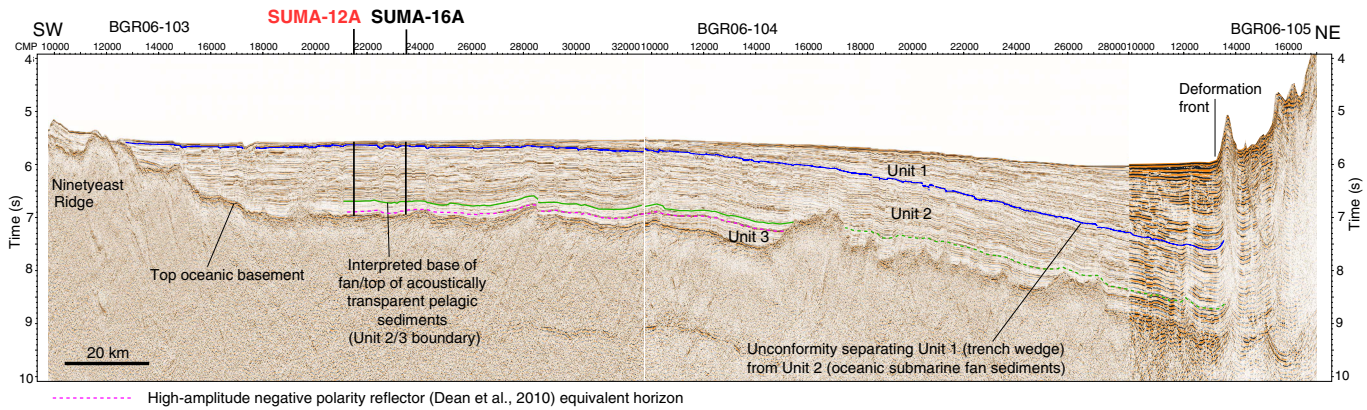 SW BGR06-103 SUMA-12A SUMA-16A BGR06-104 BGR06-105 NE
CMP 10000 12000 14000 16000 18000 20000 22000 24000 26000 28000 30000 32000 10000 12000 14000 16000 18000 20000 22000 24000 26000 28000 10000 12000 14000 16000
4 4
Deformation
front
5 5
6 6
Unit 1
Ninetyeast
Ridge
Unit 2
Time (s) Time (s)
7 7
Unit 3
Top oceanic basement
Interpreted base of
fan/top of acoustically
transparent pelagic
sediments
(Unit 2/3 boundary)
8 8
9 9
20 km
Unconformity separating Unit 1 (trench wedge)
from Unit 2 (oceanic submarine fan sediments)
10 10
High-amplitude negative polarity reflector (Dean et al., 2010) equivalent horizon